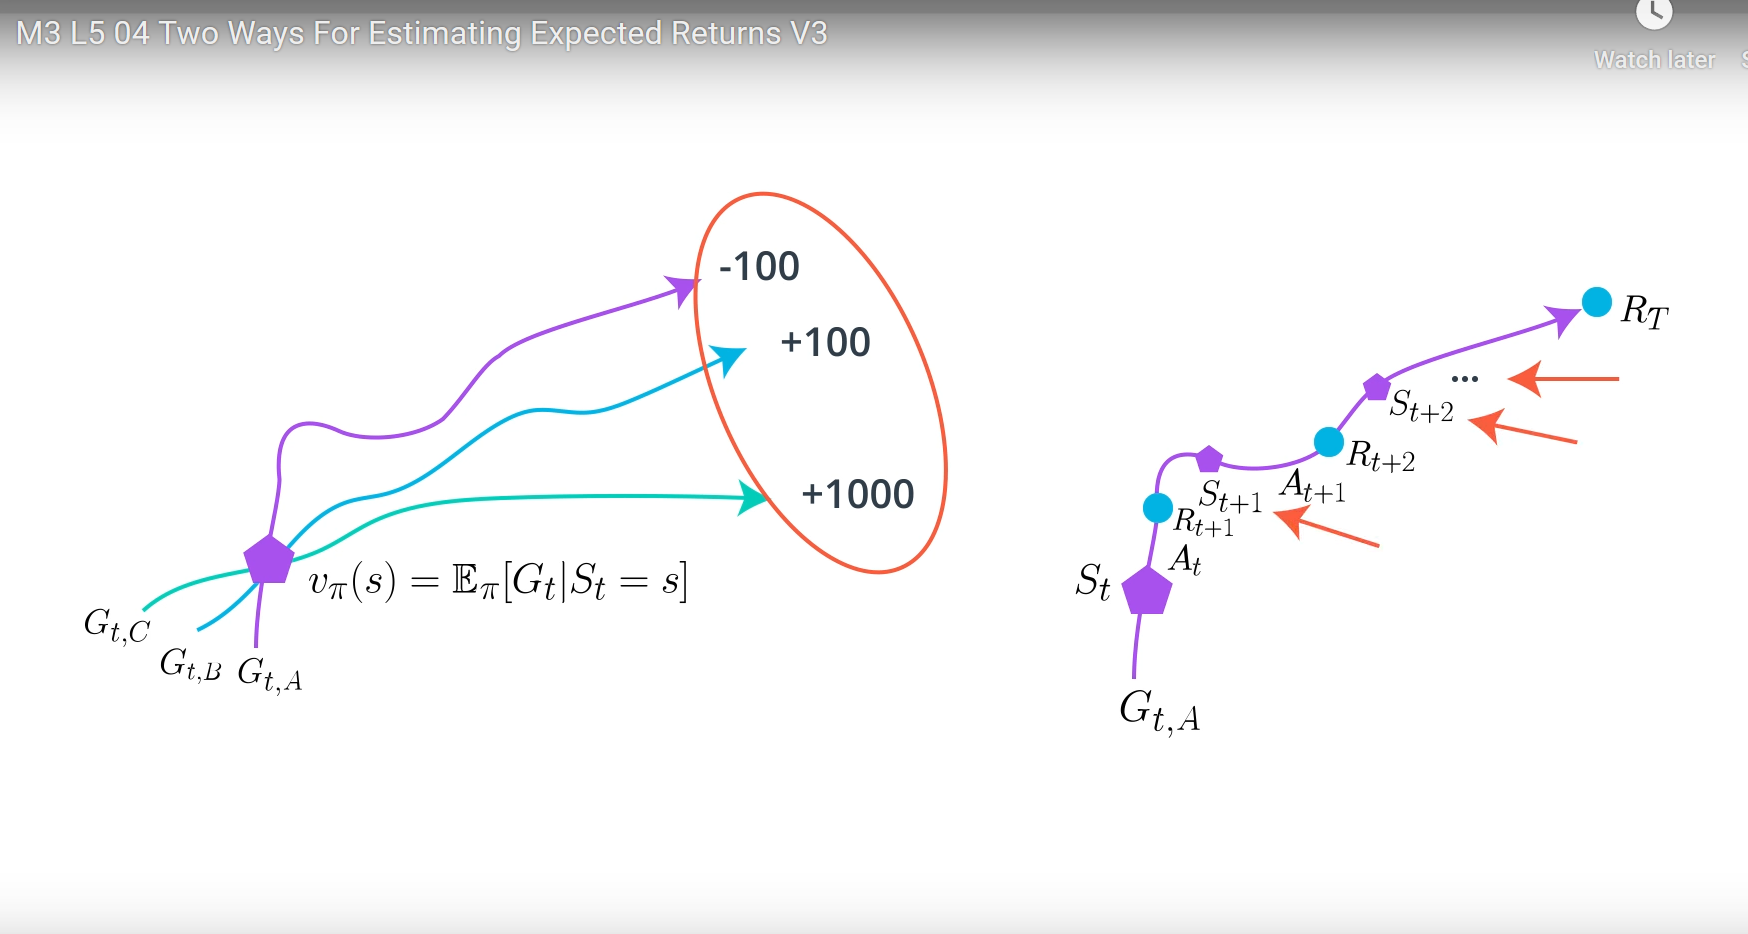 M3 L5 04 Two Ways For Estimating Expected Returns V3
Watch later
-100
+100
+1000
$v_\pi(s) = \mathbb{E}_\pi[G_t|S_t = s]$
$G_{t,C}$
$G_{t,B}$ $G_{t,A}$
$R_T$
...
$S_{t+2}$
$R_{t+2}$
$S_{t+1}$ $A_{t+1}$
$R_{t+1}$
$A_t$
$S_t$
$G_{t,A}$